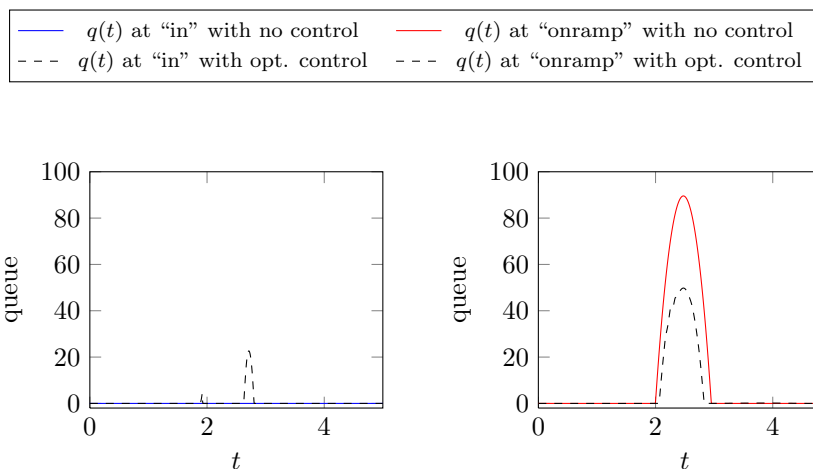 q(t) at “in” with no control
q(t) at “onramp” with no control
q(t) at “in” with opt. control
q(t) at “onramp” with opt. control
100
80
60
40
20
0
queue
0 2 4
t
100
80
60
40
20
0
queue
0 2 4
t